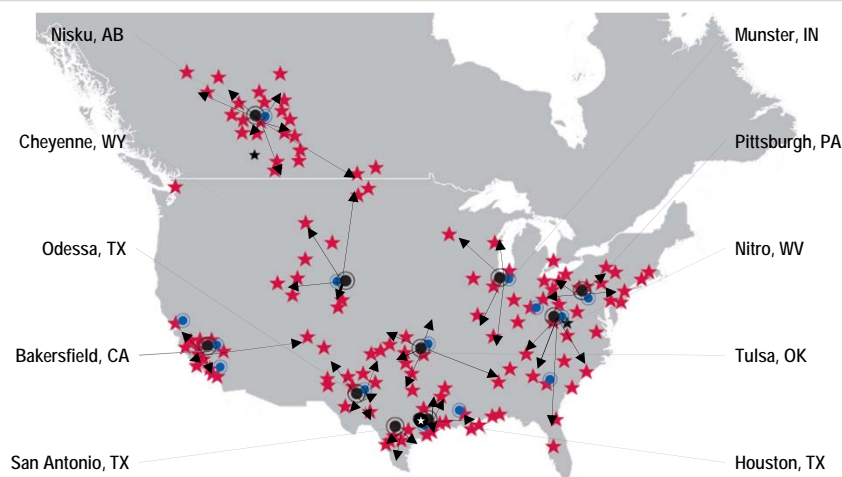 Nisku, AB
Munster, IN
Cheyenne, WY
Pittsburgh, PA
Odessa, TX
Nitro, WV
Bakersfield, CA
Tulsa, OK
San Antonio, TX
Houston, TX